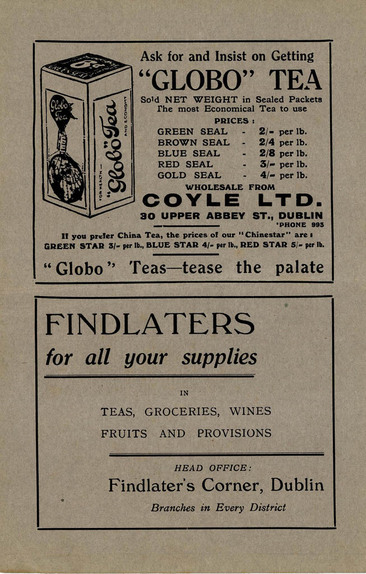 Ask for and Insist on Getting
"GLOBO" TEA
Sold NET WEIGHT in Sealed Packets
The most Economical Tea to use
PRICES :
GREEN SEAL - 2/- per lb.
BROWN SEAL - 2/4 per lb.
BLUE SEAL - 2/8 per lb.
RED SEAL - 3/- per lb.
GOLD SEAL - 4/- per lb.
WHOLESALE FROM
COYLE LTD.
30 UPPER ABBEY ST., DUBLIN
'PHONE 993
If you prefer China Tea, the prices of our "Chinestar" are :
GREEN STAR 3/- per lb., BLUE STAR 4/- per lb., RED STAR 5/- per lb.
"Globo" Teas—tease the palate
Globo
"Globo" Tea
FINDLATERS
for all your supplies
IN
TEAS, GROCERIES, WINES
FRUITS AND PROVISIONS
HEAD OFFICE:
Findlater's Corner, Dublin
Branches in Every District